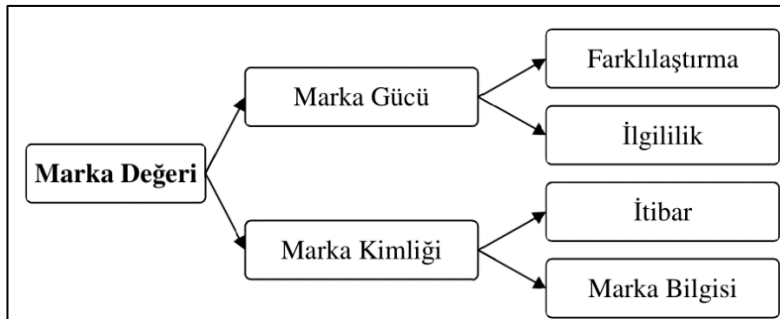 Marka Değeri
Marka Gücü
Farklılaştırma
İlgililik
Marka Kimliği
İtibar
Marka Bilgisi